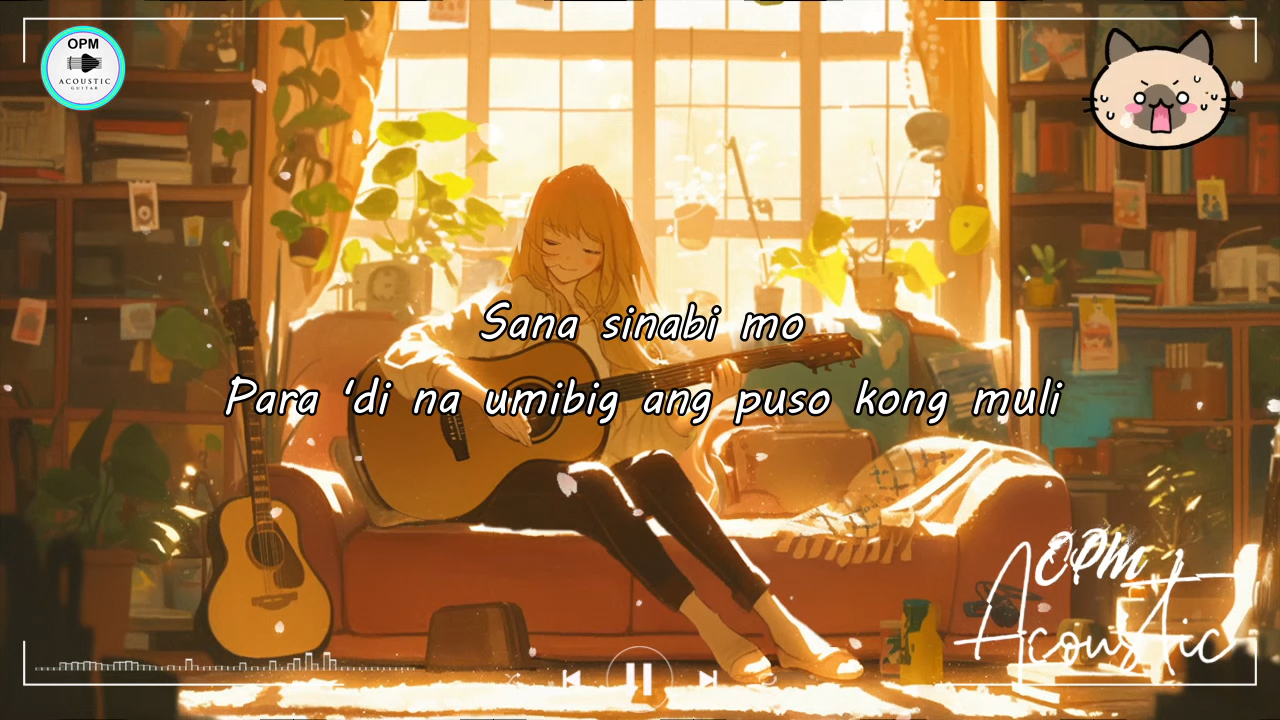 OPM
ACOUSTIC
GUITAR
Sana sinabi mo
Para ‘di na umibig ang puso kong muli
OPM
Acoustic